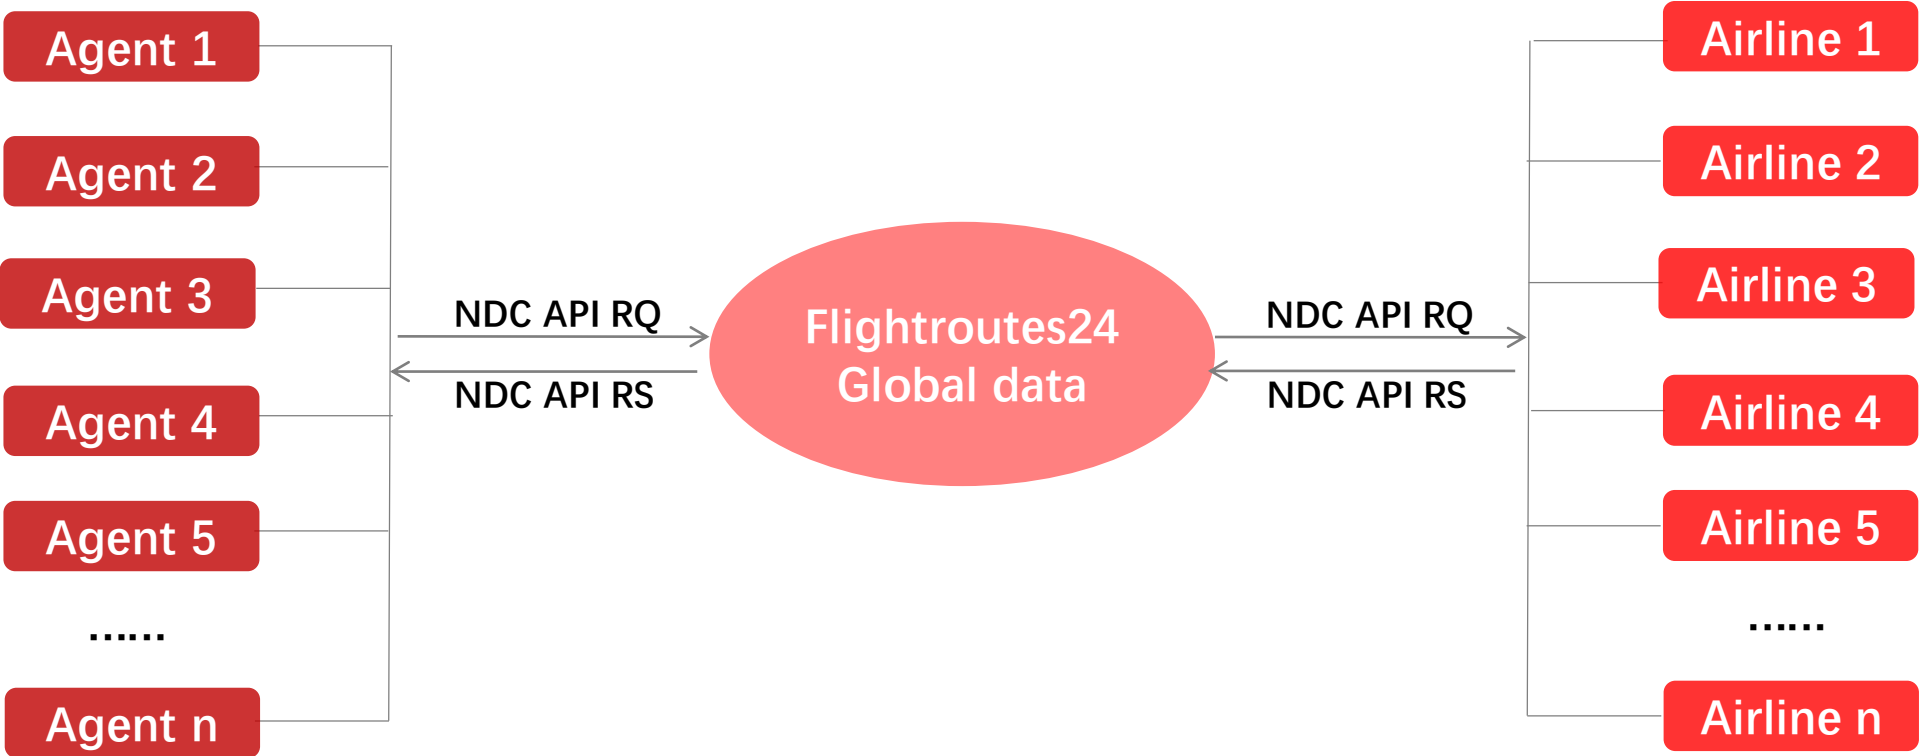 Agent 1
Agent 2
Agent 3
Agent 4
Agent 5
......
Agent n
NDC API RQ
NDC API RS
Flightroutes24
Global data
NDC API RQ
NDC API RS
Airline 1
Airline 2
Airline 3
Airline 4
Airline 5
......
Airline n